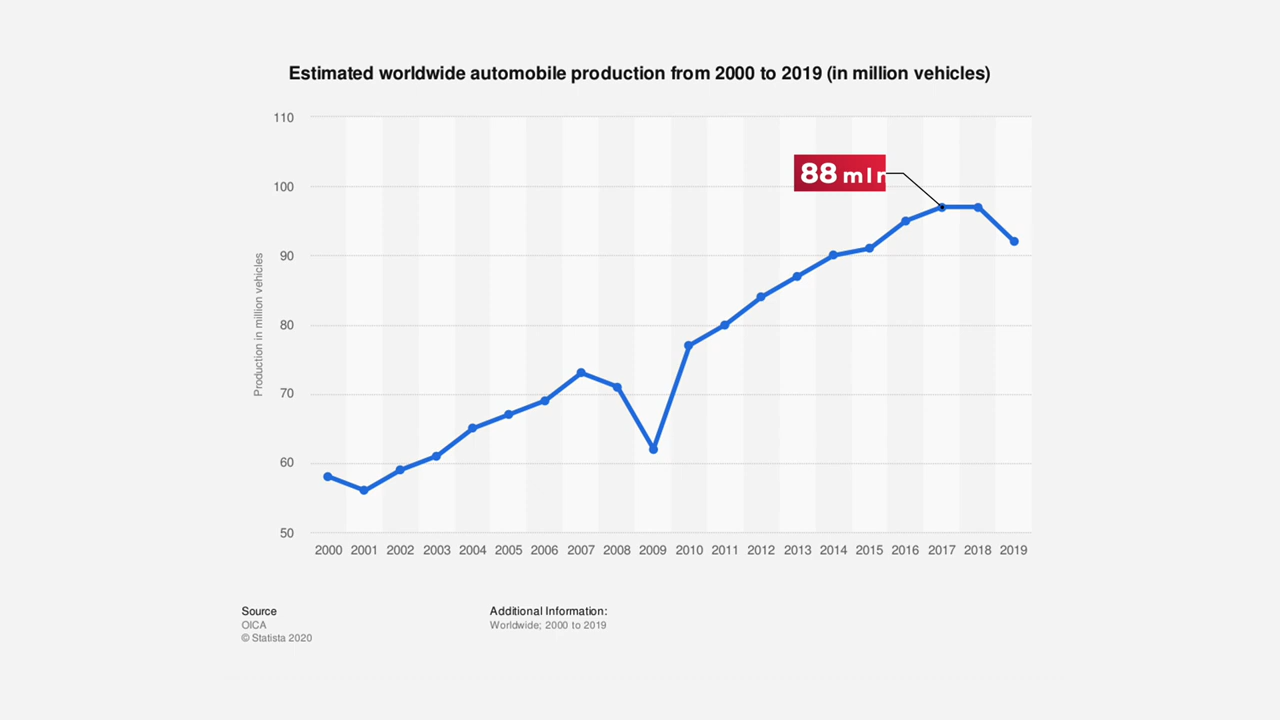 Estimated worldwide automobile production from 2000 to 2019 (in million vehicles)
110
100
90
80
70
60
50
Production in million vehicles
88 mln
2000 2001 2002 2003 2004 2005 2006 2007 2008 2009 2010 2011 2012 2013 2014 2015 2016 2017 2018 2019
Source
OICA
© Statista 2020
Additional Information:
Worldwide; 2000 to 2019